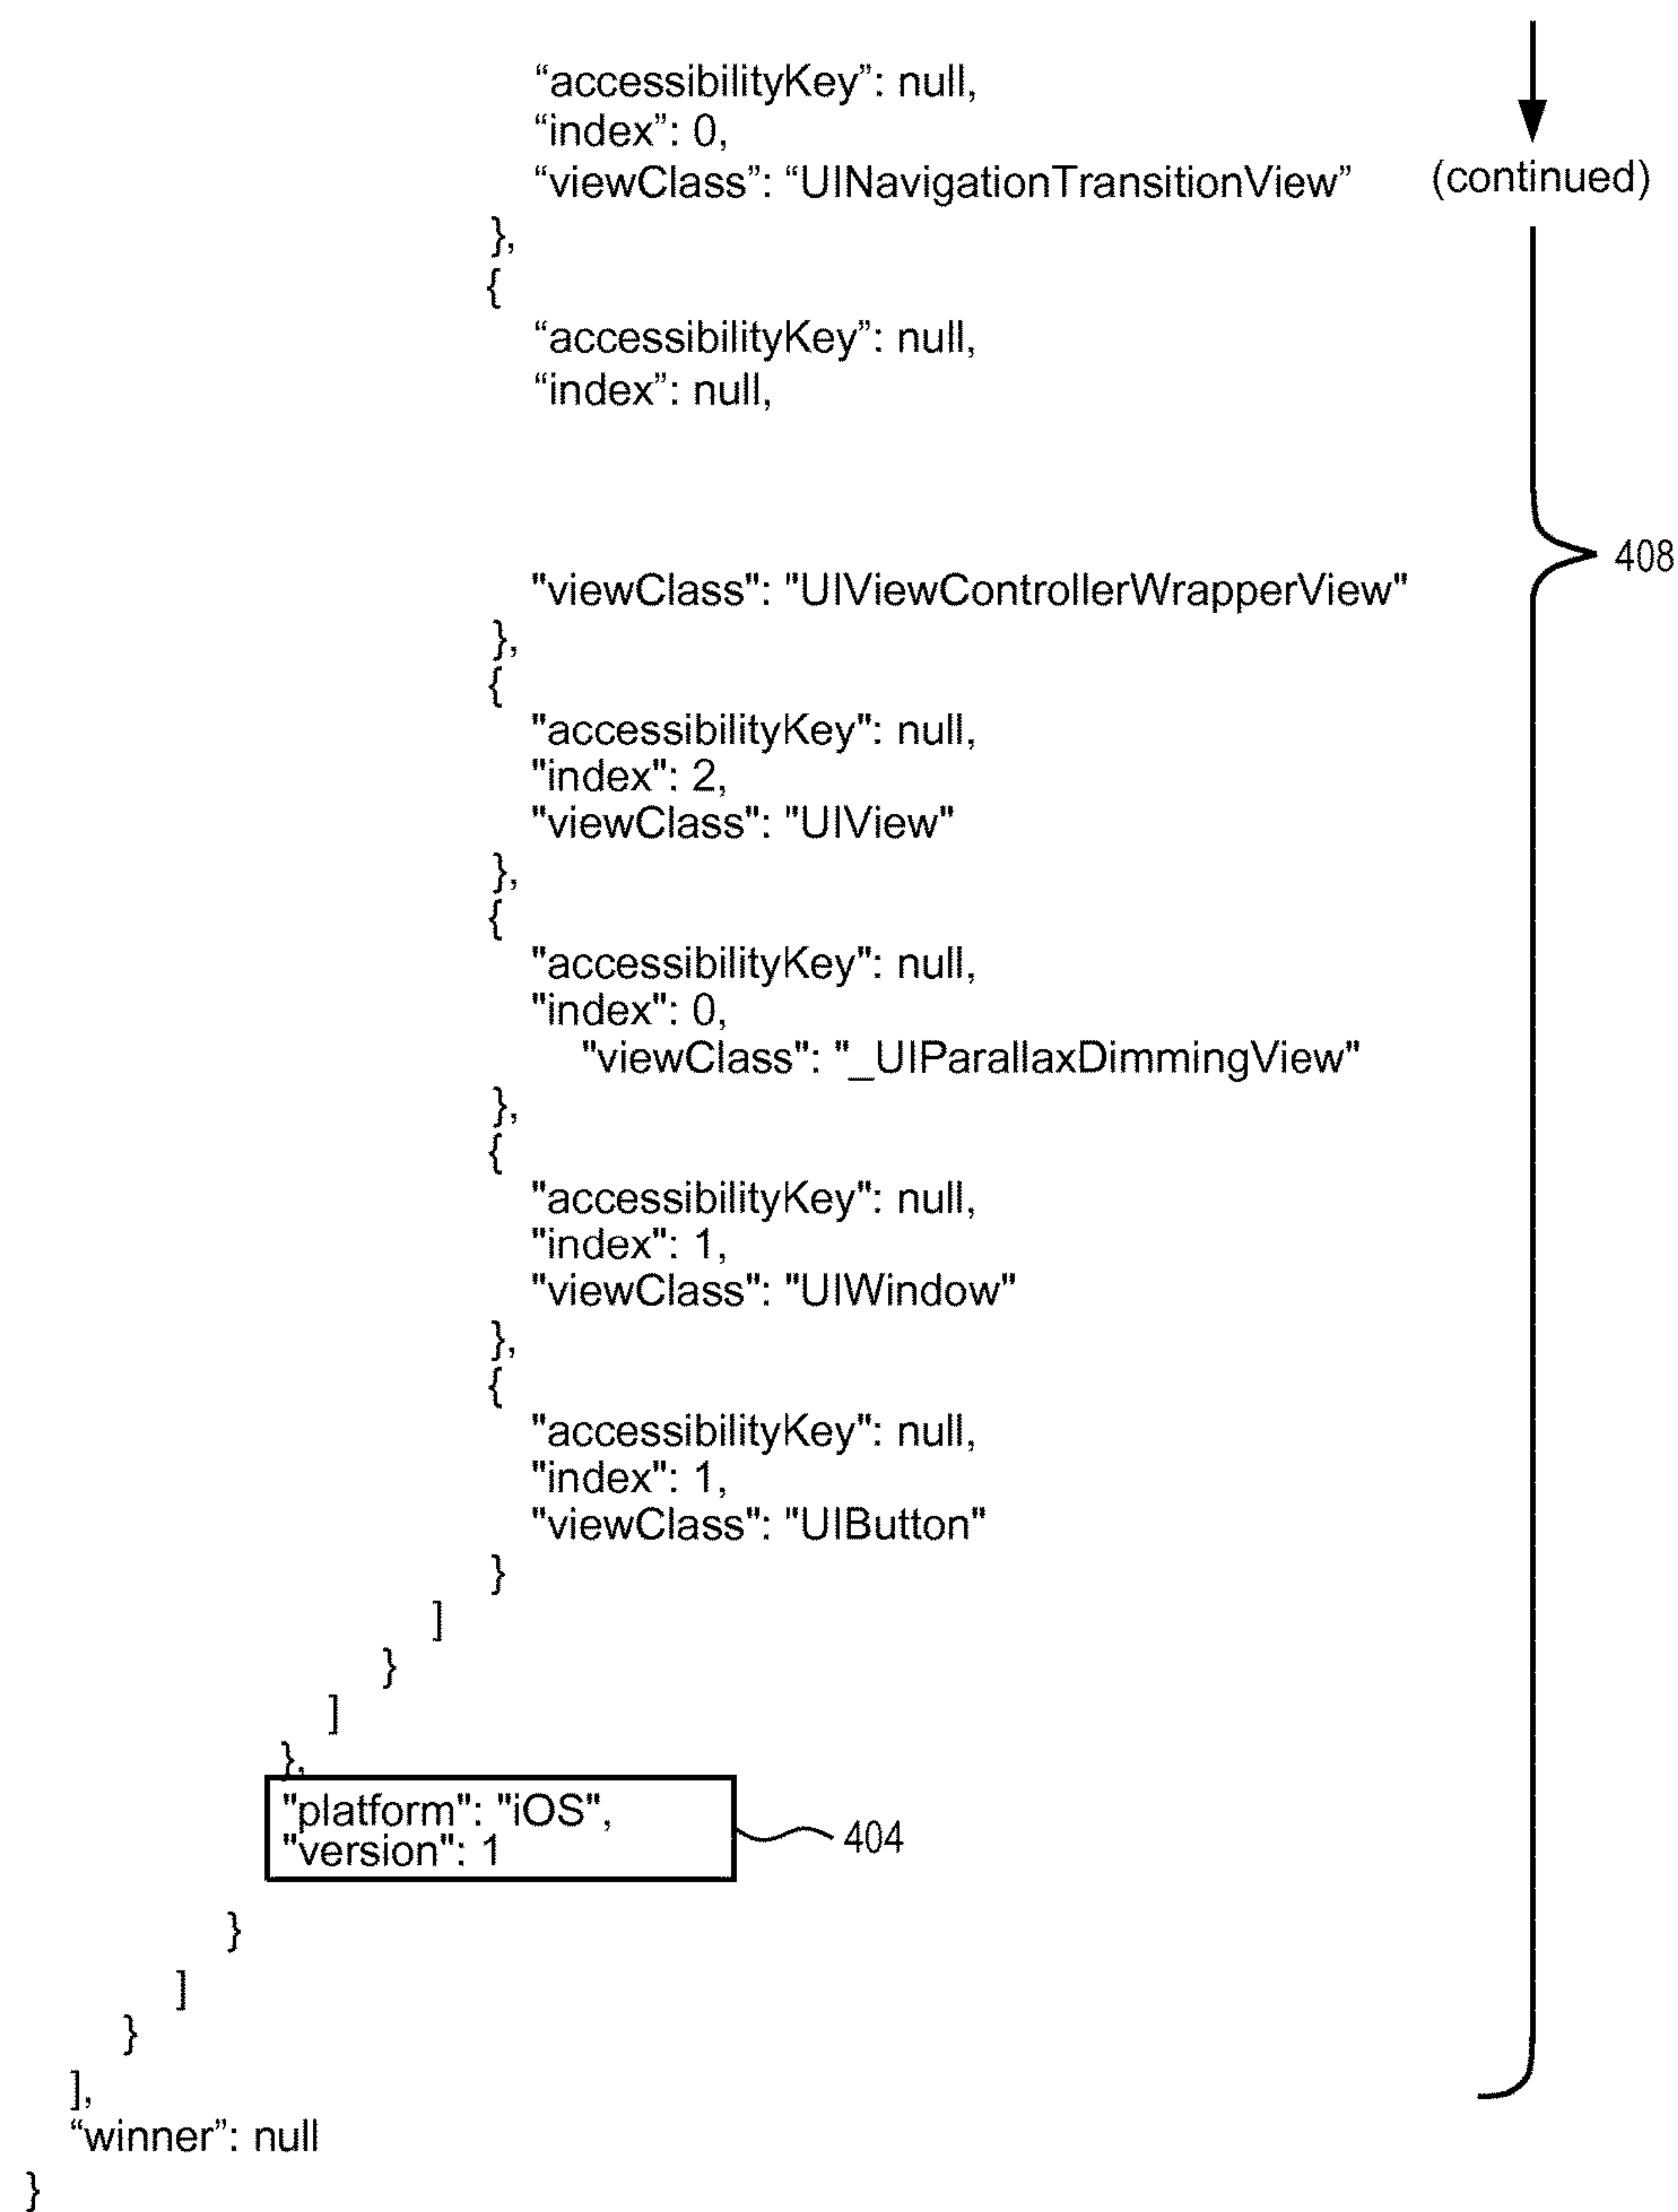 “accessibilityKey”: null,
“index”: 0,
“viewClass”: “UINavigationTransitionView”
(continued)
},
{
“accessibilityKey”: null,
“index”: null,
408
"viewClass": "UIViewControllerWrapperView"
},
{
"accessibilityKey": null,
"index": 2,
"viewClass": "UIView"
},
{
"accessibilityKey": null,
"index": 0,
"viewClass": "_UIParallaxDimmingView"
},
{
"accessibilityKey": null,
"index": 1,
"viewClass": "UIWindow"
},
{
"accessibilityKey": null,
"index": 1,
"viewClass": "UIButton"
}
]
}
]
},
"platform": "iOS",
"version": 1
404
}
]
}
],
“winner”: null
}